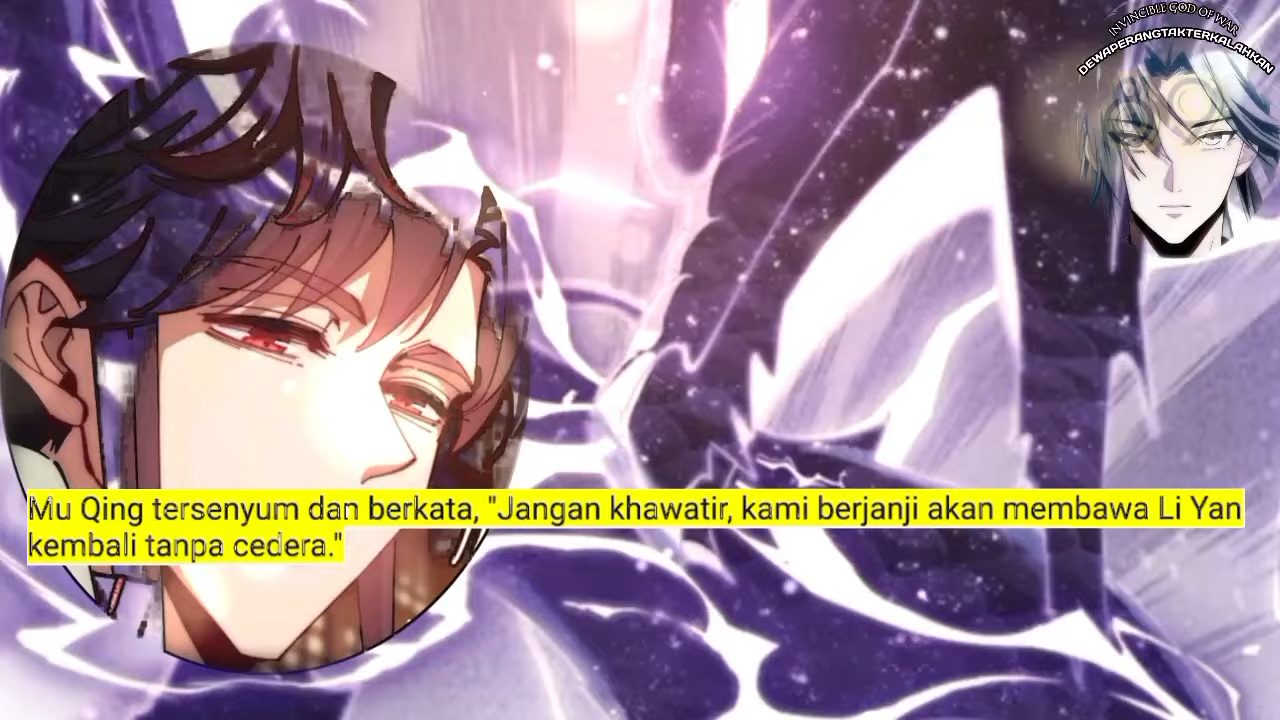 INVINCIBLE GOD OF WAR
DEWAPERANGTAKTERKALAHKAN
Mu Qing tersenyum dan berkata, "Jangan khawatir, kami berjanji akan membawa Li Yan
kembali tanpa cedera."